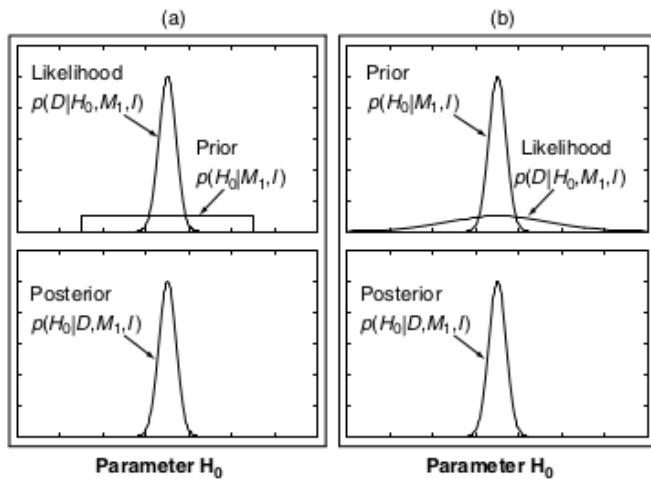 (a)
Likelihood
p(D|H₀,M₁,I)
Prior
p(H₀|M₁,I)
Posterior
p(H₀|D,M₁,I)
Parameter H₀
(b)
Prior
p(H₀|M₁,I)
Likelihood
p(D|H₀,M₁,I)
Posterior
p(H₀|D,M₁,I)
Parameter H₀